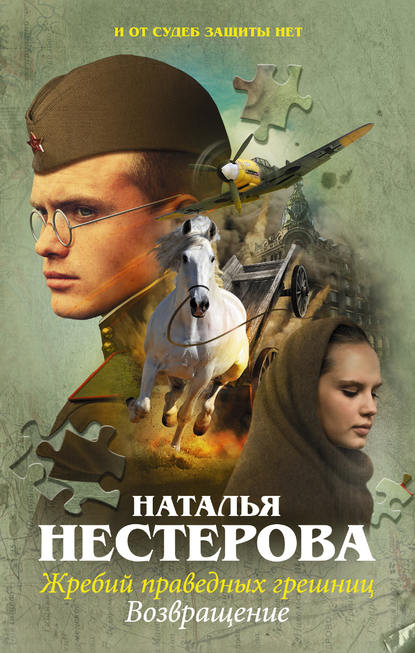 И ОТ СУДЕБ ЗАЩИТЫ НЕТ
НАТАЛЬЯ
НЕСТЕРОВА
Жребий праведных грешниц
Возвращение